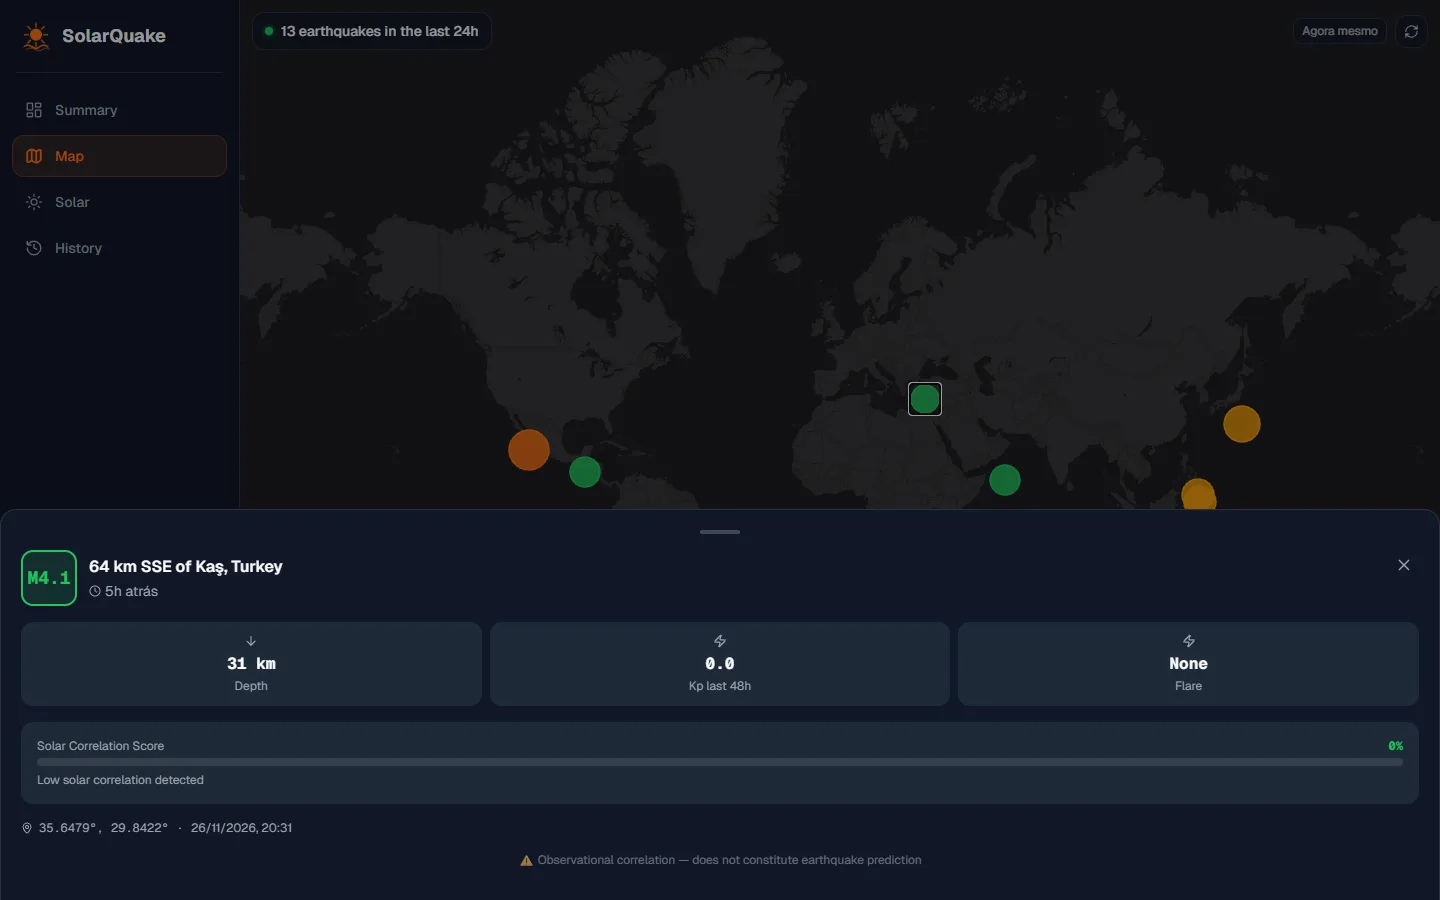 SolarQuake
13 earthquakes in the last 24h
Agora mesmo
Summary
Map
Solar
History
M4.1
64 km SSE of Kaş, Turkey
5h atrás
31 km
Depth
0.0
Kp last 48h
None
Flare
Solar Correlation Score
0%
Low solar correlation detected
35.6479°, 29.8422° · 26/11/2026, 20:31
⚠️ Observational correlation — does not constitute earthquake prediction